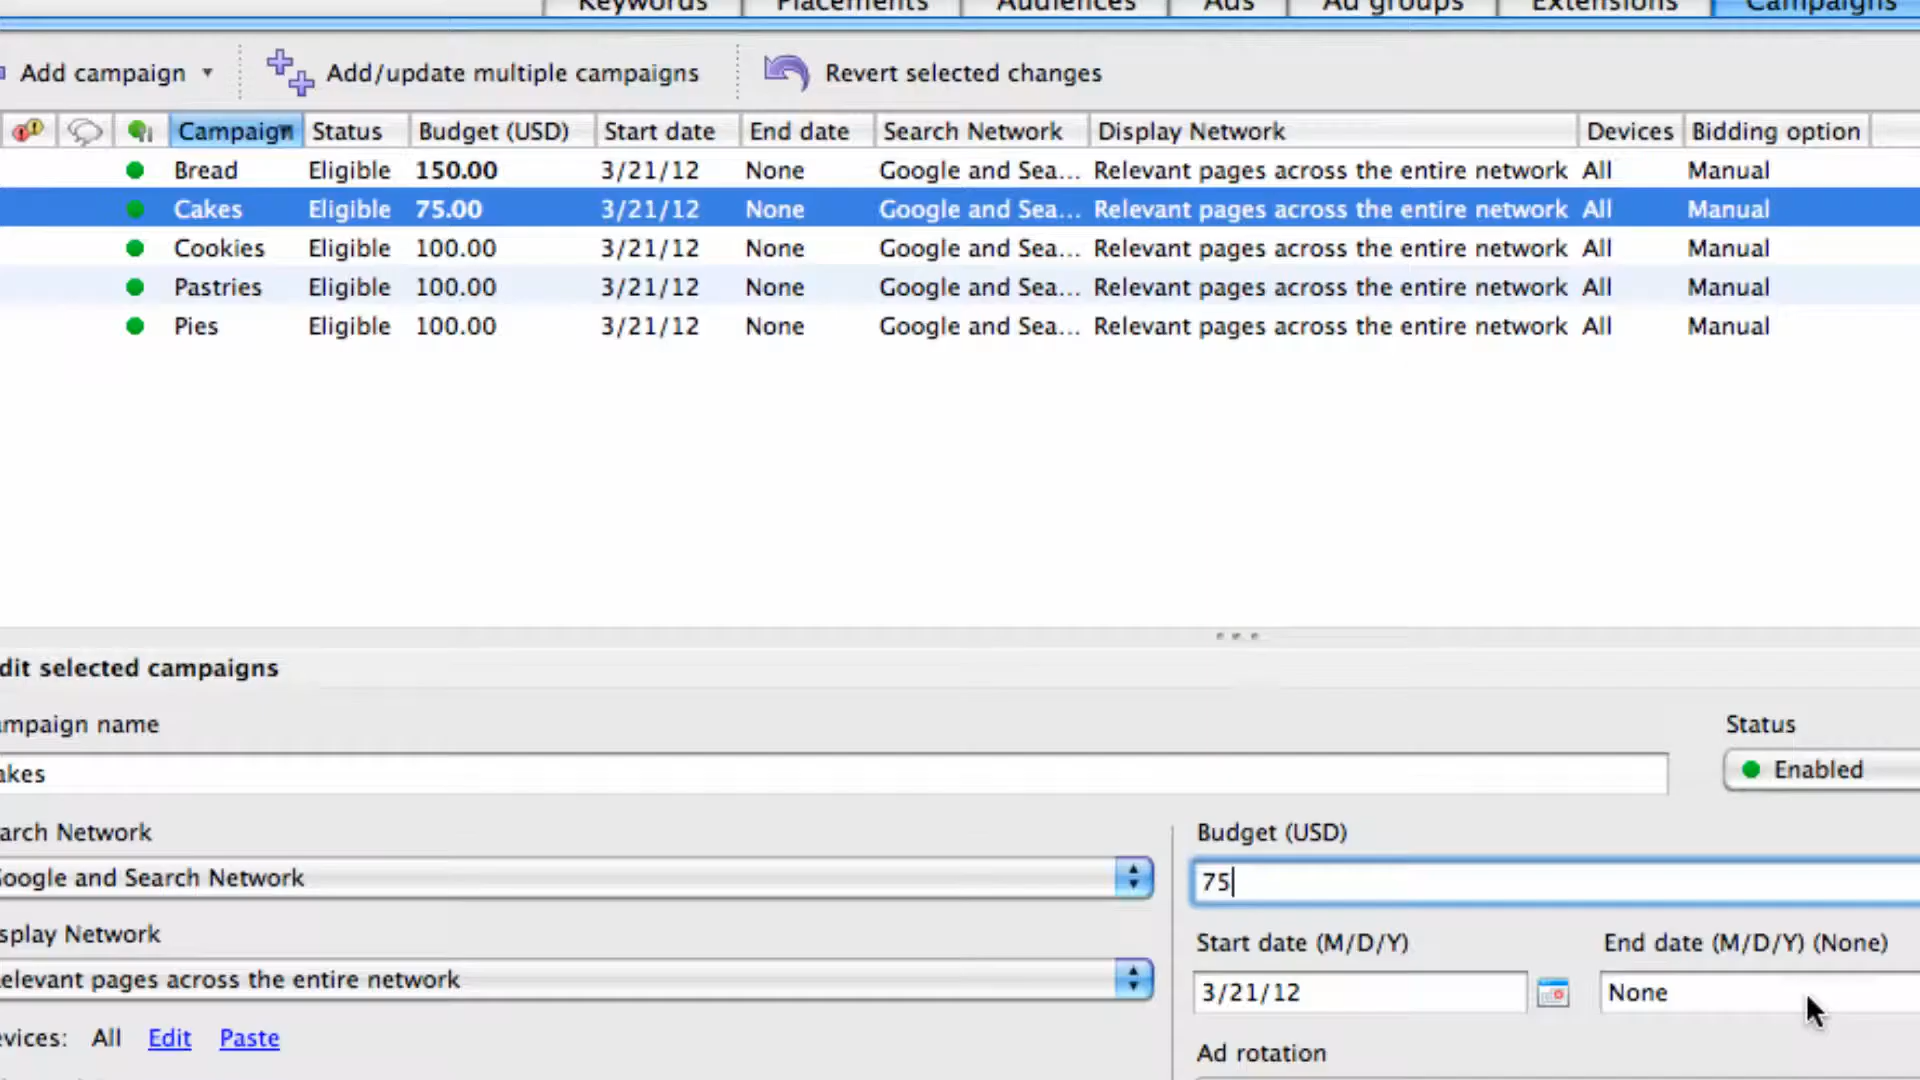 Keywords Placements Audiences Ads Ad groups Extensions Campaigns
Add campaign Add/update multiple campaigns Revert selected changes
Campaign Status Budget (USD) Start date End date Search Network Display Network Devices Bidding option
Bread Eligible 150.00 3/21/12 None Google and Sea... Relevant pages across the entire network All Manual
Cakes Eligible 75.00 3/21/12 None Google and Sea... Relevant pages across the entire network All Manual
Cookies Eligible 100.00 3/21/12 None Google and Sea... Relevant pages across the entire network All Manual
Pastries Eligible 100.00 3/21/12 None Google and Sea... Relevant pages across the entire network All Manual
Pies Eligible 100.00 3/21/12 None Google and Sea... Relevant pages across the entire network All Manual
dit selected campaigns
mpaign name Status
akes Enabled
arch Network Budget (USD)
oogle and Search Network 75
splay Network Start date (M/D/Y) End date (M/D/Y) (None)
elevant pages across the entire network 3/21/12 None
vices: All Edit Paste
Ad rotation